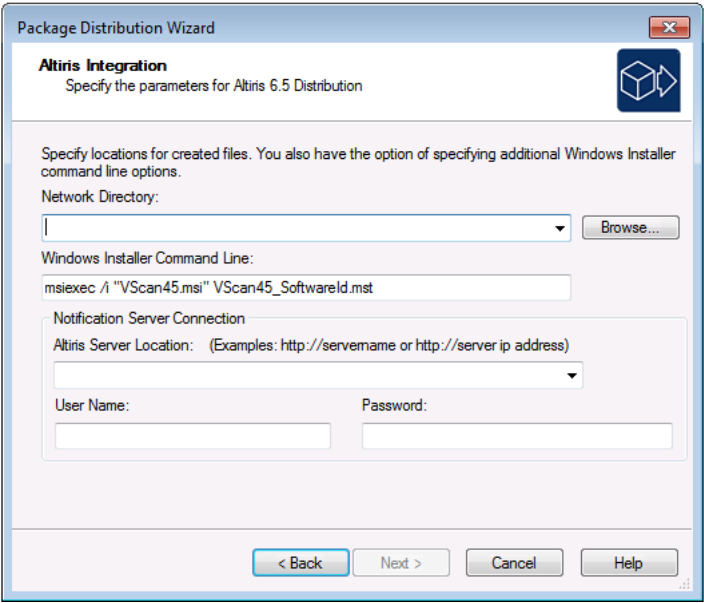 Package Distribution Wizard
Altiris Integration
Specify the parameters for Altiris 6.5 Distribution
Specify locations for created files. You also have the option of specifying additional Windows Installer
command line options.
Network Directory:
Browse...
Windows Installer Command Line:
msiexec /i "VScan45.msi" VScan45_SoftwareId.mst
Notification Server Connection
Altiris Server Location: (Examples: http://servername or http://server ip address)
User Name: Password:
< Back Next > Cancel Help